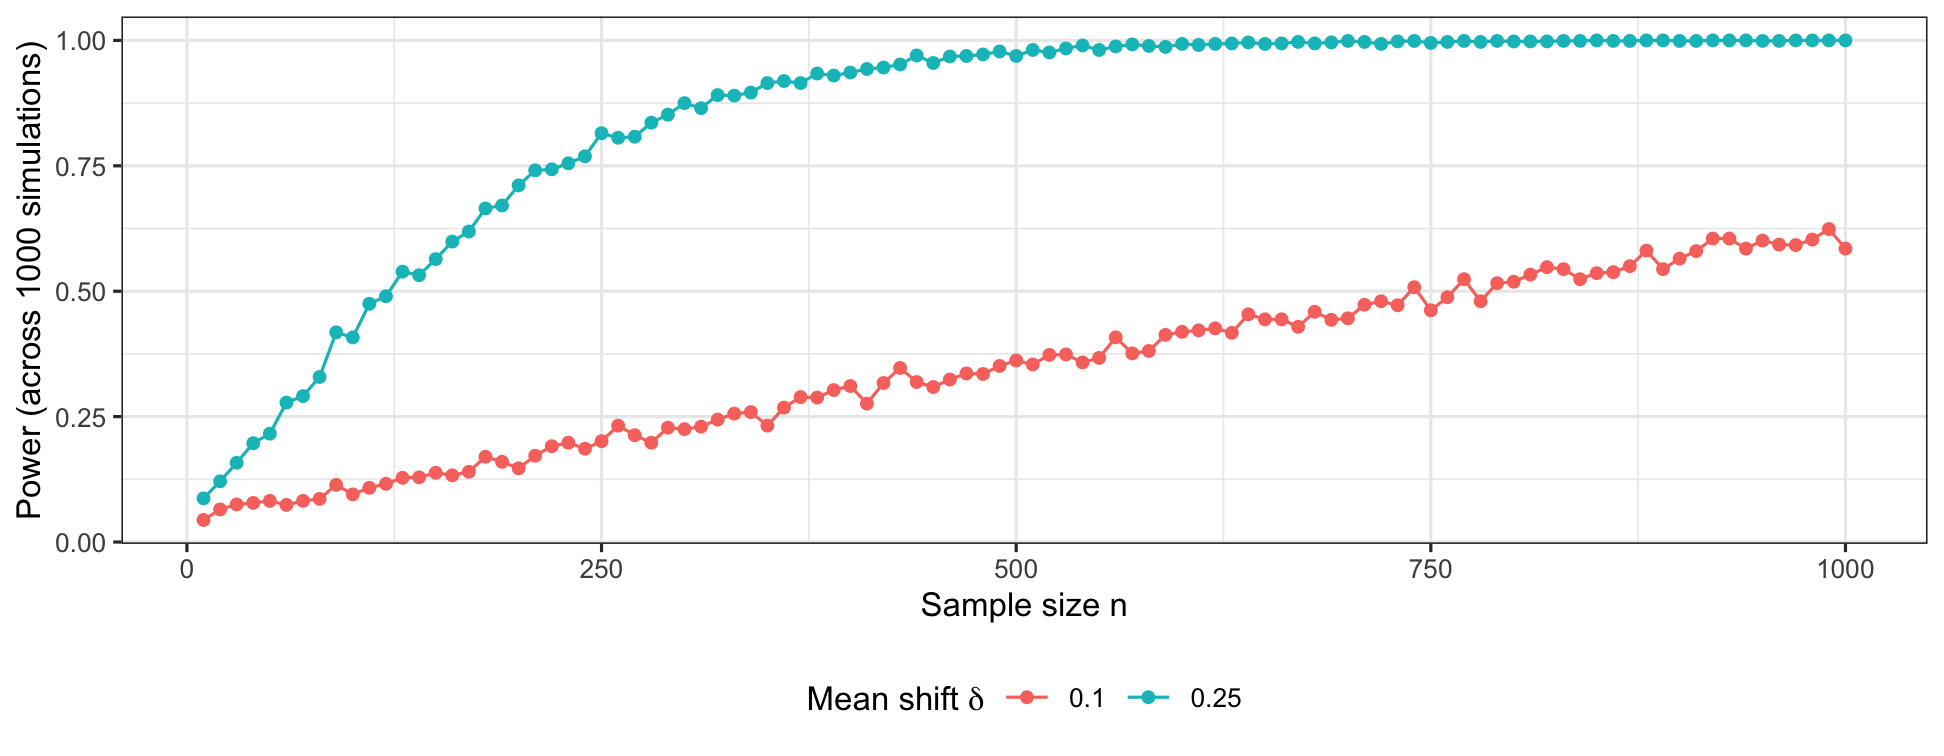 Power (across 1000 simulations)
1.00
0.75
0.50
0.25
0.00
0 250 500 750 1000
Sample size n
Mean shift δ 0.1 0.25